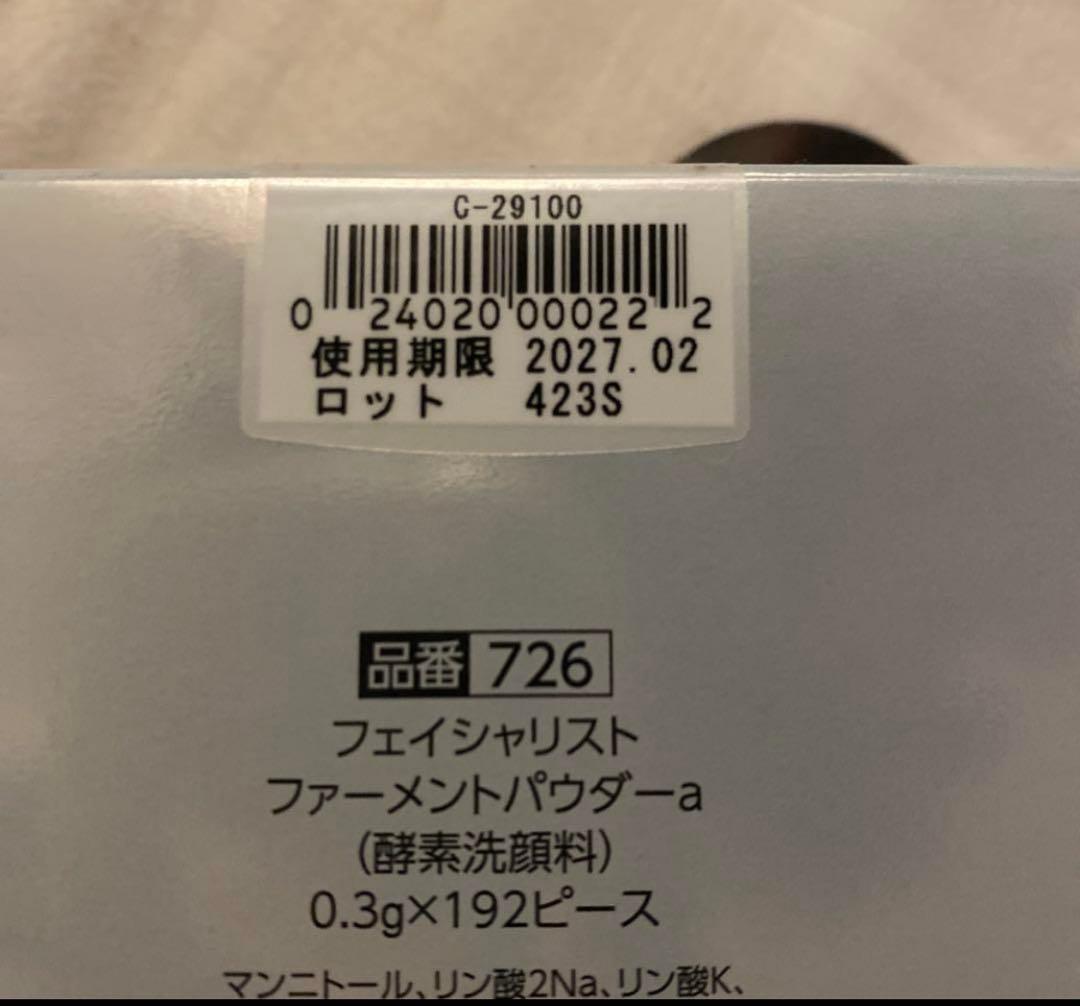 C-29100
0 24020 00022 2
使用期限 2027.02
ロット 423S
品番 726
フェイシャリスト
ファーメントパウダーa
(酵素洗顔料)
0.3g×192ピース
マンニトール、リン酸2Na、リン酸K、